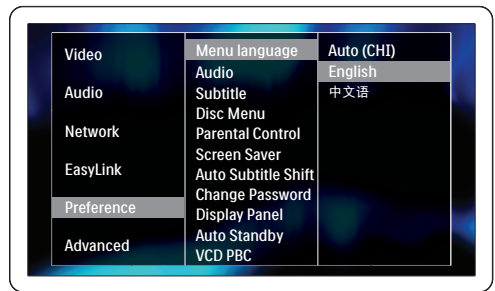 Video
Audio
Network
EasyLink
Preference
Advanced
Menu language
Audio
Subtitle
Disc Menu
Parental Control
Screen Saver
Auto Subtitle Shift
Change Password
Display Panel
Auto Standby
VCD PBC
Auto (CHI)
English
中文语